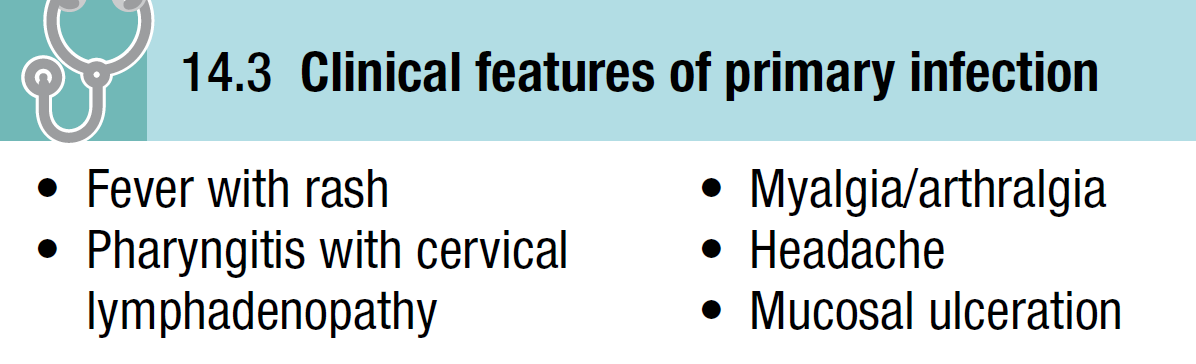 14.3 Clinical features of primary infection
• Fever with rash
• Pharyngitis with cervical
lymphadenopathy
• Myalgia/arthralgia
• Headache
• Mucosal ulceration